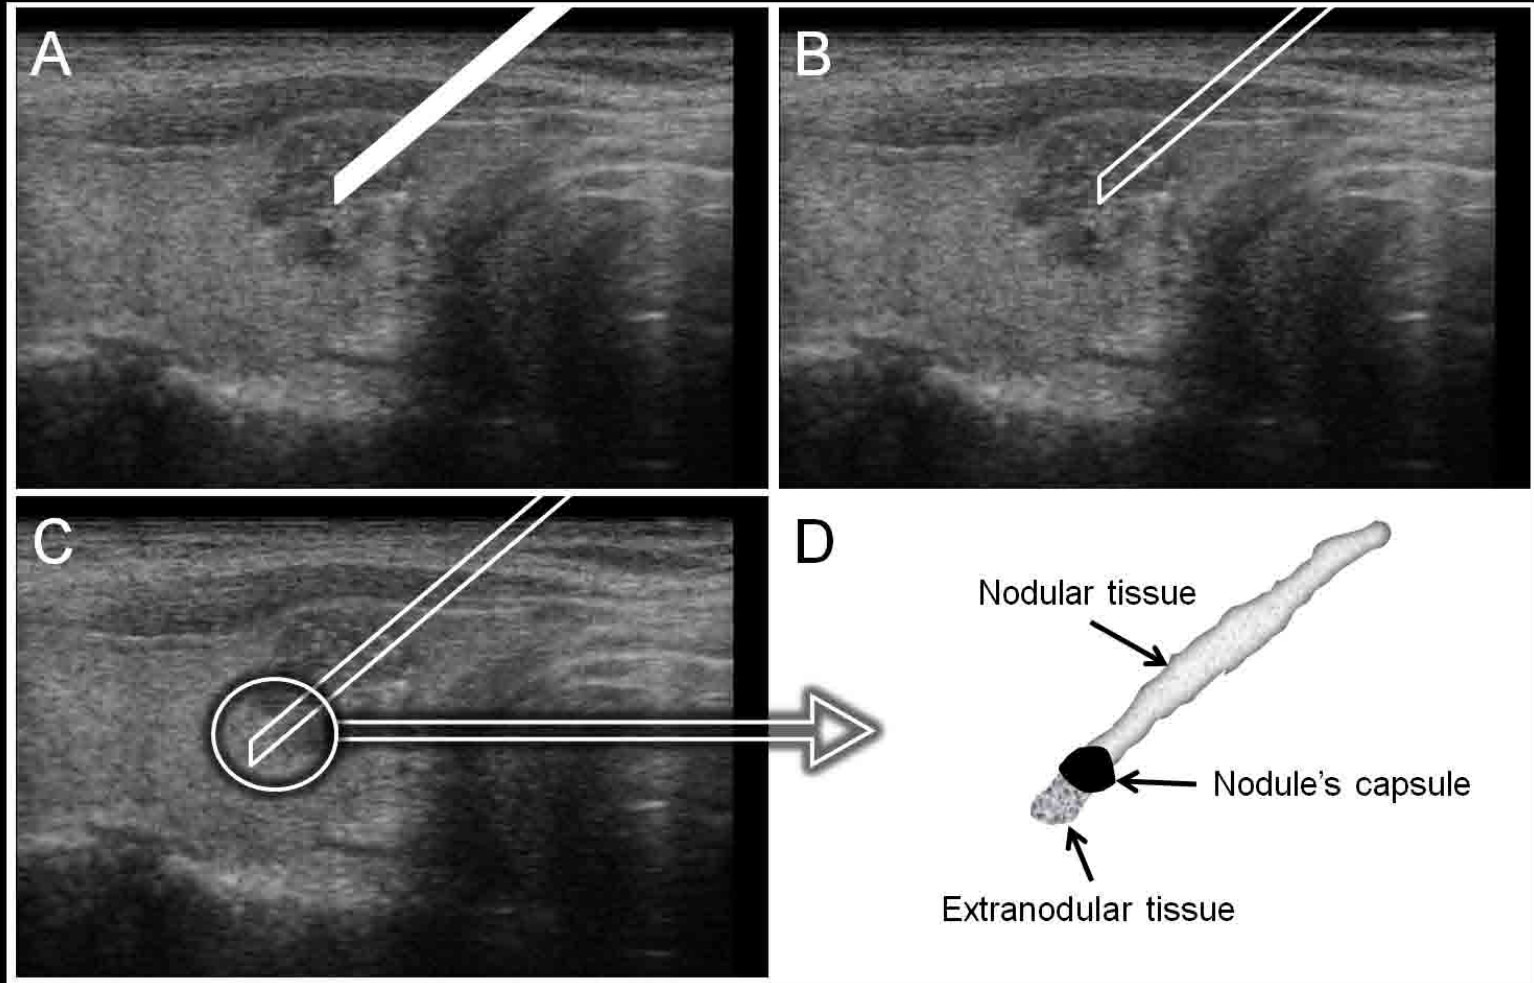 A
B
C
D
Nodular tissue
Nodule's capsule
Extranodular tissue